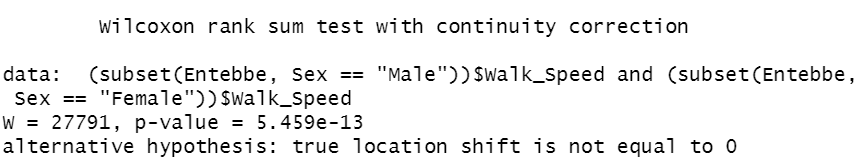 Wilcoxon rank sum test with continuity correction
data:  (subset(Entebbe, Sex == "Male"))$Walk_Speed and (subset(Entebbe,
 Sex == "Female"))$Walk_Speed
W = 27791, p-value = 5.459e-13
alternative hypothesis: true location shift is not equal to 0